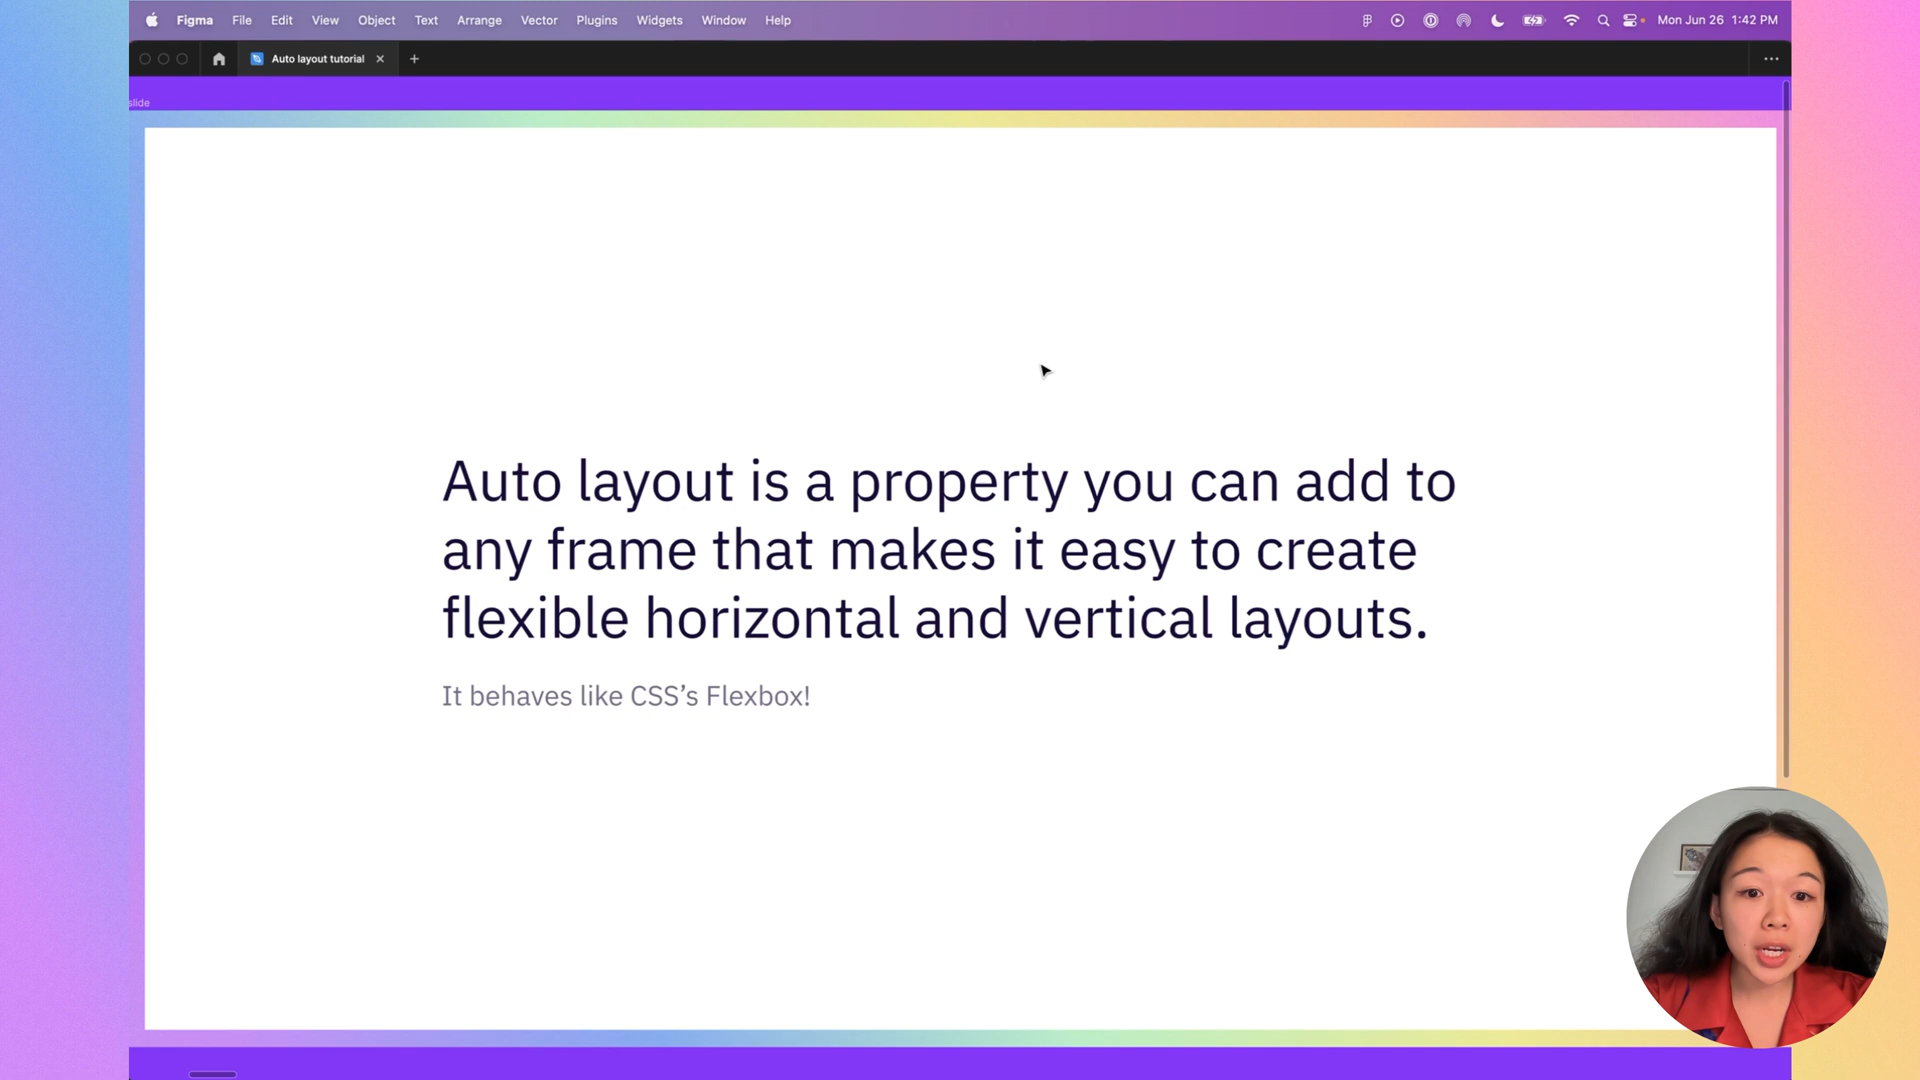 Figma File Edit View Object Text Arrange Vector Plugins Widgets Window Help Mon Jun 26 1:42 PM
Auto layout tutorial
slide
Auto layout is a property you can add to
any frame that makes it easy to create
flexible horizontal and vertical layouts.
It behaves like CSS’s Flexbox!